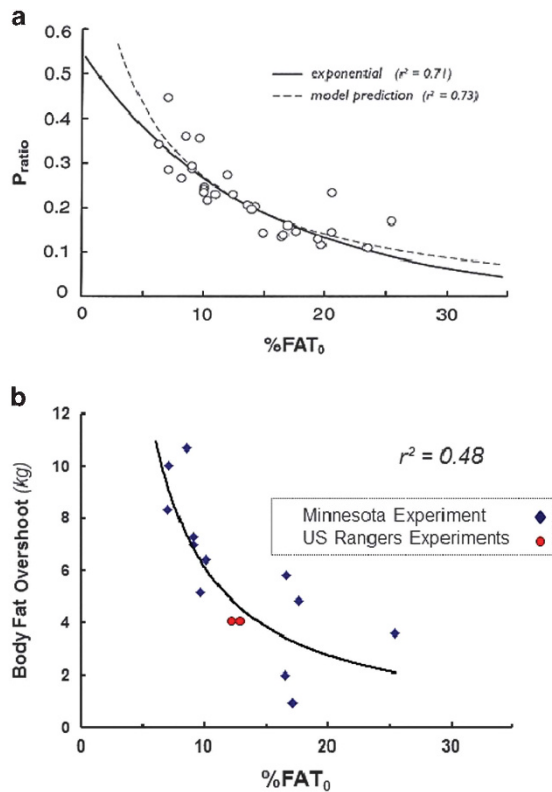 a
0.6
0.5
0.4
0.3
0.2
0.1
0
Pratio
exponential (r² = 0.71)
model prediction (r² = 0.73)
10
20
30
%FAT₀
b
12
10
8
6
4
2
0
Body Fat Overshoot (kg)
r² = 0.48
Minnesota Experiment
US Rangers Experiments
0
10
20
30
%FAT₀